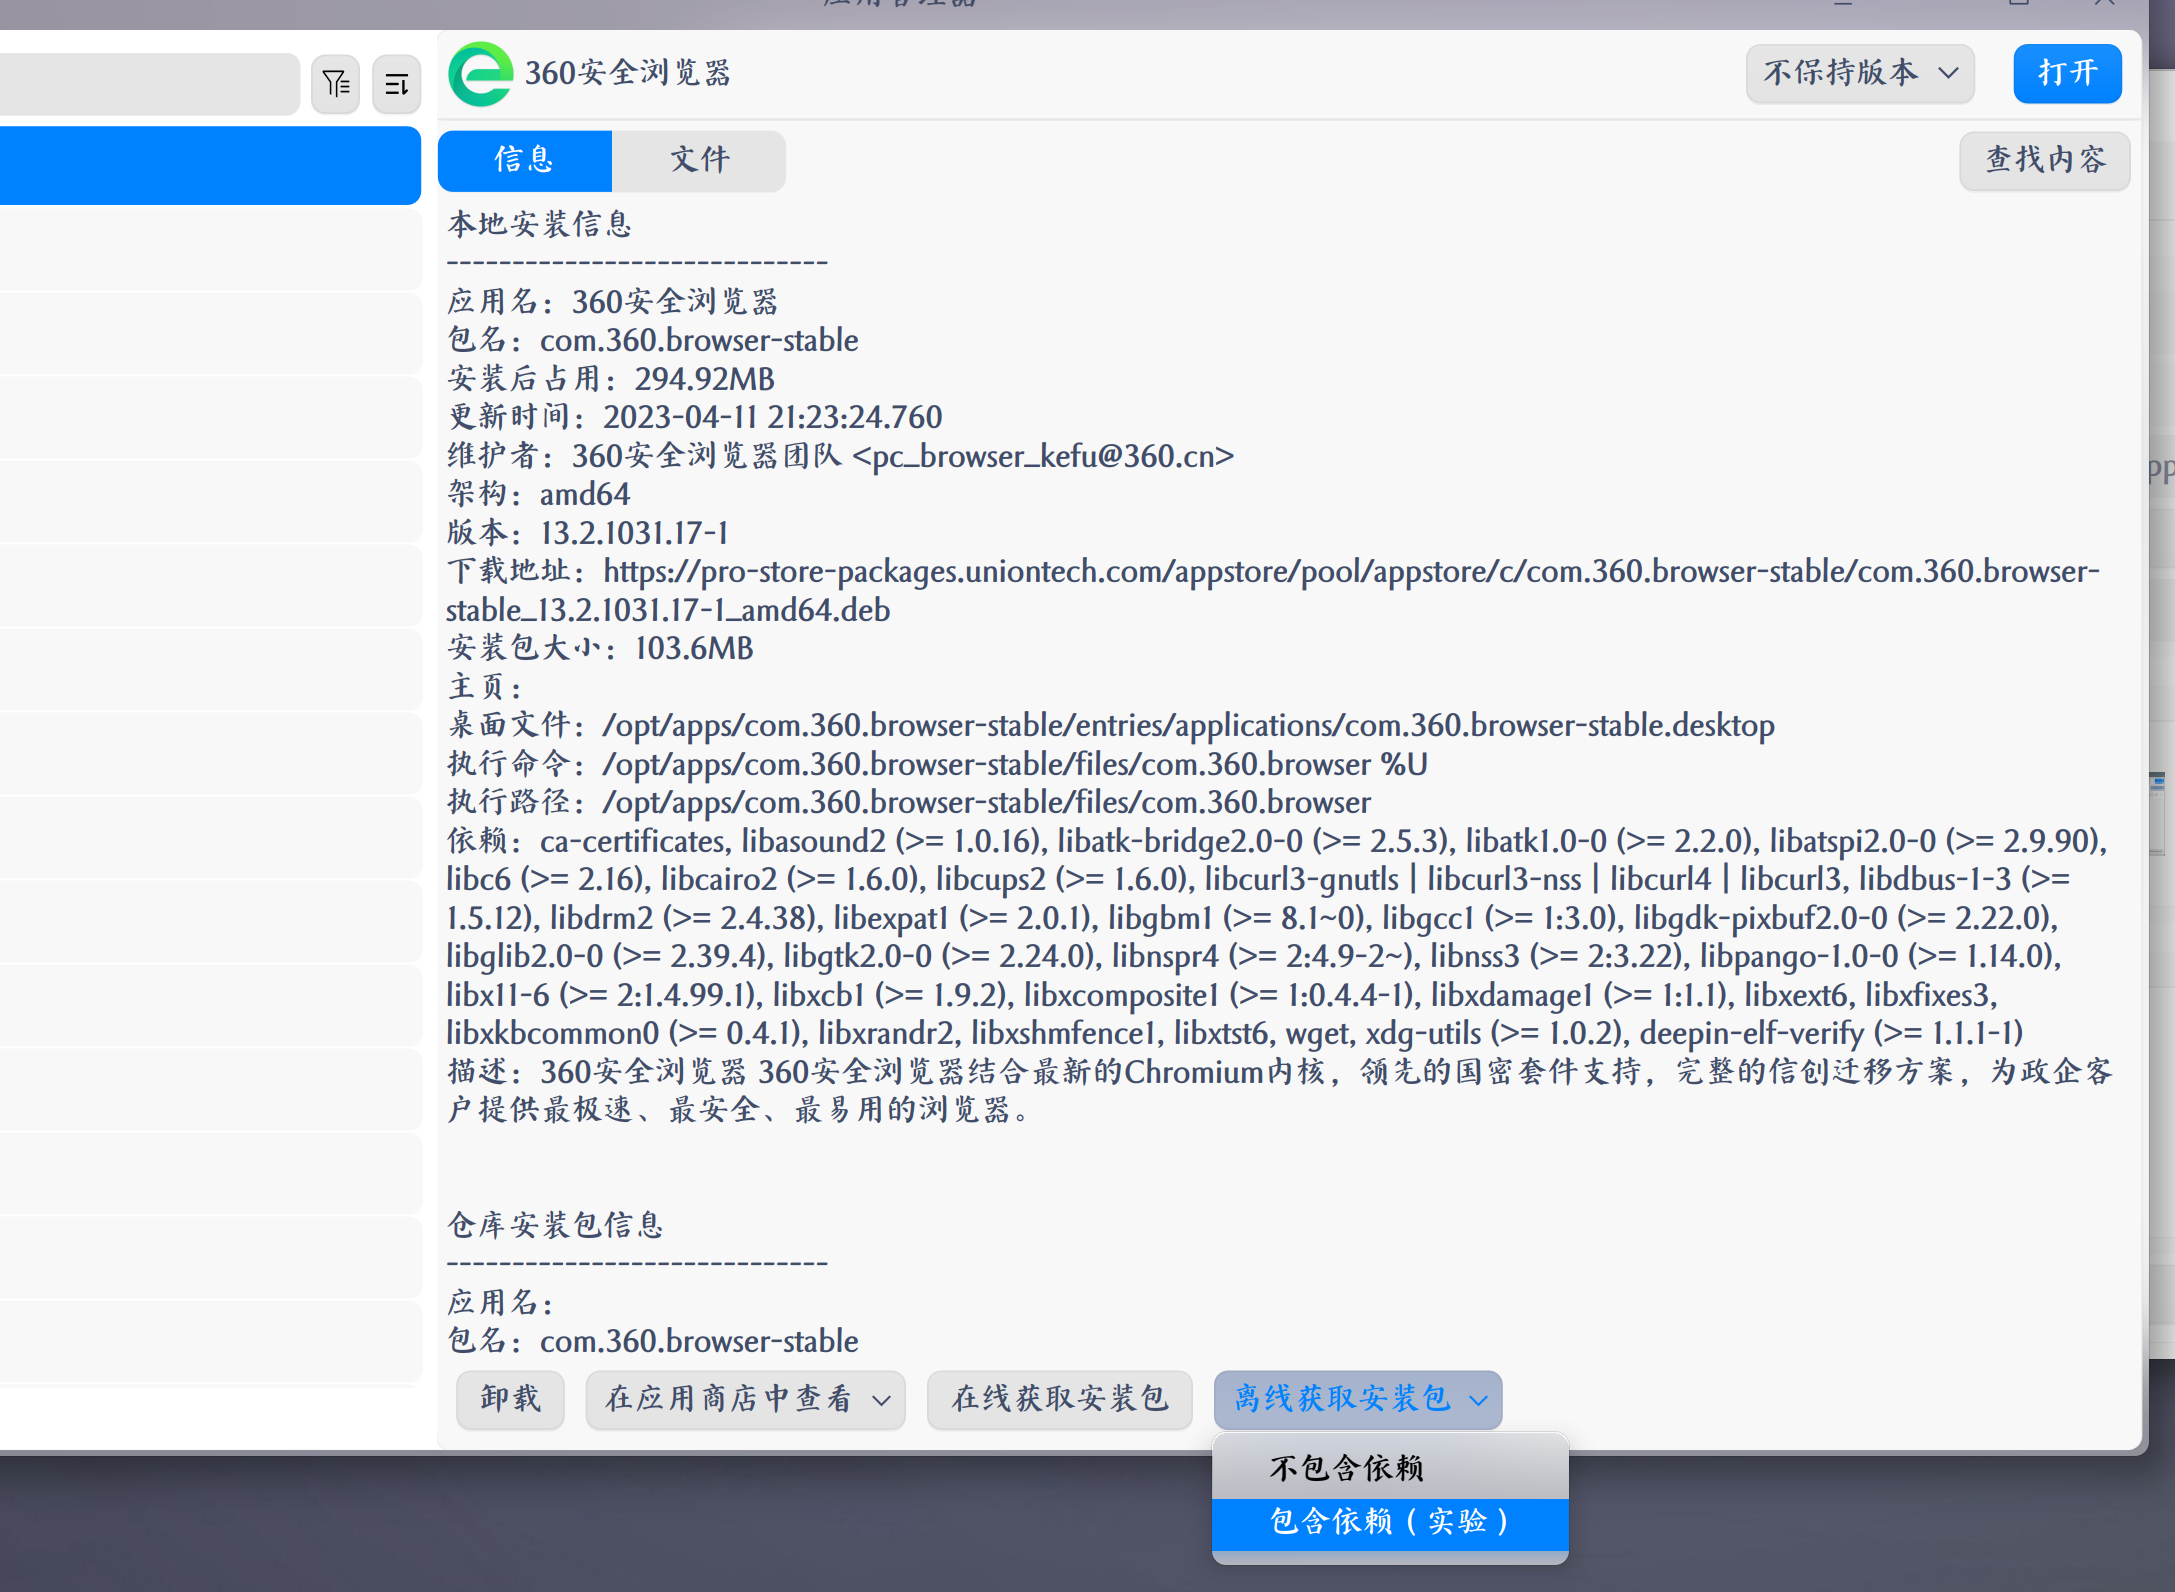 应用管理器
360安全浏览器
不保持版本
打开
信息
文件
查找内容
本地安装信息
-----------------------------
应用名：360安全浏览器
包名：com.360.browser-stable
安装后占用：294.92MB
更新时间：2023-04-11 21:23:24.760
维护者：360安全浏览器团队 <pc_browser_kefu@360.cn>
架构：amd64
版本：13.2.1031.17-1
下载地址：https://pro-store-packages.uniontech.com/appstore/pool/appstore/c/com.360.browser-stable/com.360.browser-
stable_13.2.1031.17-1_amd64.deb
安装包大小：103.6MB
主页：
桌面文件：/opt/apps/com.360.browser-stable/entries/applications/com.360.browser-stable.desktop
执行命令：/opt/apps/com.360.browser-stable/files/com.360.browser %U
执行路径：/opt/apps/com.360.browser-stable/files/com.360.browser
依赖：ca-certificates, libasound2 (>= 1.0.16), libatk-bridge2.0-0 (>= 2.5.3), libatk1.0-0 (>= 2.2.0), libatspi2.0-0 (>= 2.9.90),
libc6 (>= 2.16), libcairo2 (>= 1.6.0), libcups2 (>= 1.6.0), libcurl3-gnutls | libcurl3-nss | libcurl4 | libcurl3, libdbus-1-3 (>=
1.5.12), libdrm2 (>= 2.4.38), libexpat1 (>= 2.0.1), libgbm1 (>= 8.1~0), libgcc1 (>= 1:3.0), libgdk-pixbuf2.0-0 (>= 2.22.0),
libglib2.0-0 (>= 2.39.4), libgtk2.0-0 (>= 2.24.0), libnspr4 (>= 2:4.9-2~), libnss3 (>= 2:3.22), libpango-1.0-0 (>= 1.14.0),
libx11-6 (>= 2:1.4.99.1), libxcb1 (>= 1.9.2), libxcomposite1 (>= 1:0.4.4-1), libxdamage1 (>= 1:1.1), libxext6, libxfixes3,
libxkbcommon0 (>= 0.4.1), libxrandr2, libxshmfence1, libxtst6, wget, xdg-utils (>= 1.0.2), deepin-elf-verify (>= 1.1.1-1)
描述：360安全浏览器 360安全浏览器结合最新的Chromium内核，领先的国密套件支持，完整的信创迁移方案，为政企客
户提供最极速、最安全、最易用的浏览器。
仓库安装包信息
-----------------------------
应用名：
包名：com.360.browser-stable
卸载
在应用商店中查看
在线获取安装包
离线获取安装包
不包含依赖
包含依赖（实验）